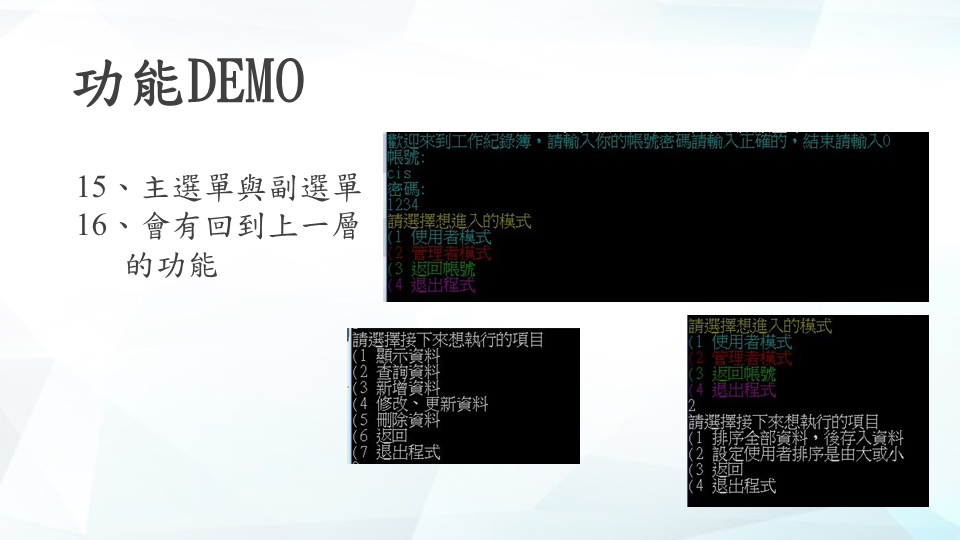 功能DEMO
15、主選單與副選單
16、會有回到上一層
的功能
歡迎來到工作紀錄簿，請輸入你的帳號密碼請輸入正確的，結束請輸入0
帳號:
cis
密碼:
1234
請選擇想進入的模式
(1 使用者模式
(2 管理者模式
(3 返回帳號
(4 退出程式
請選擇接下來想執行的項目
(1 顯示資料
(2 查詢資料
(3 新增資料
(4 修改、更新資料
(5 刪除資料
(6 返回
(7 退出程式
請選擇想進入的模式
(1 使用者模式
(2 管理者模式
(3 返回帳號
(4 退出程式
2
請選擇接下來想執行的項目
(1 排序全部資料，後存入資料
(2 設定使用者排序是由大或小
(3 返回
(4 退出程式